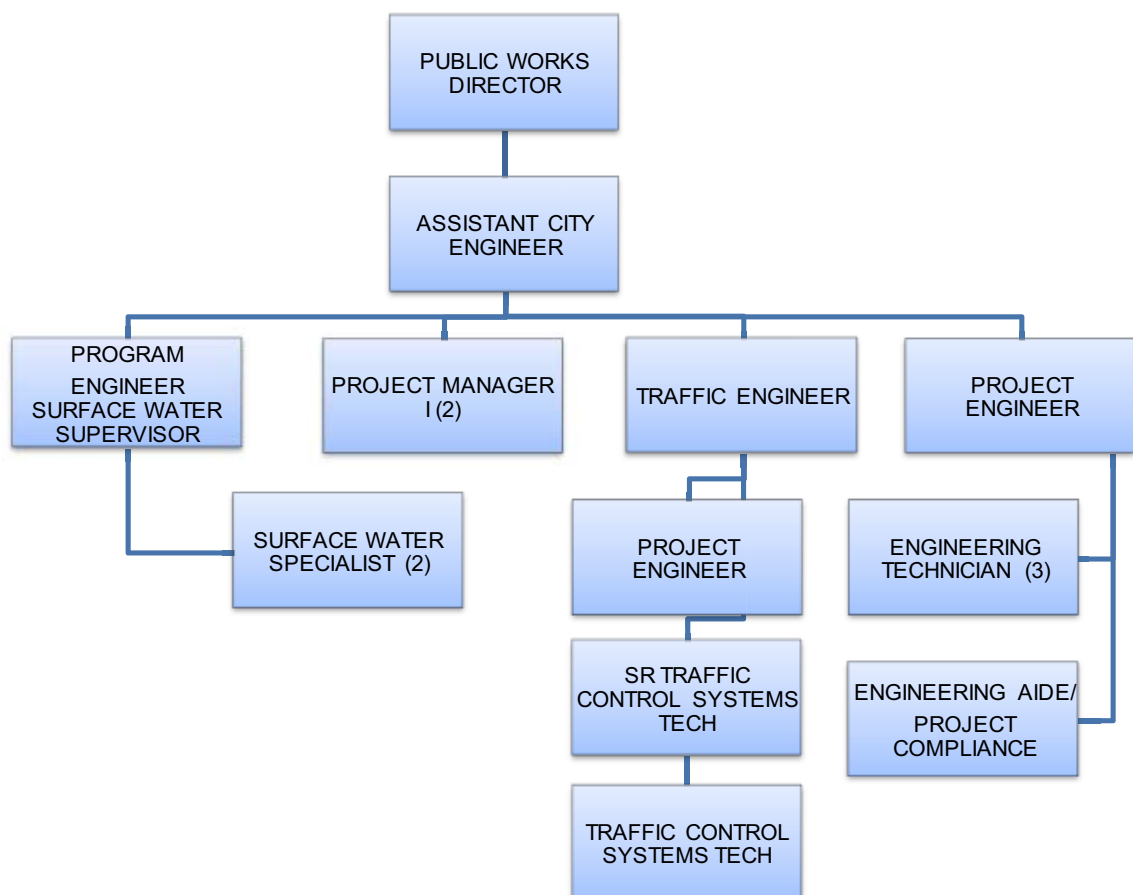 PUBLIC WORKS
DIRECTOR
ASSISTANT CITY
ENGINEER
PROGRAM
ENGINEER
SURFACE WATER
SUPERVISOR
PROJECT MANAGER
I (2)
TRAFFIC ENGINEER
PROJECT
ENGINEER
SURFACE WATER
SPECIALIST (2)
PROJECT
ENGINEER
ENGINEERING
TECHNICIAN (3)
SR TRAFFIC
CONTROL SYSTEMS
TECH
ENGINEERING AIDE/
PROJECT
COMPLIANCE
TRAFFIC CONTROL
SYSTEMS TECH